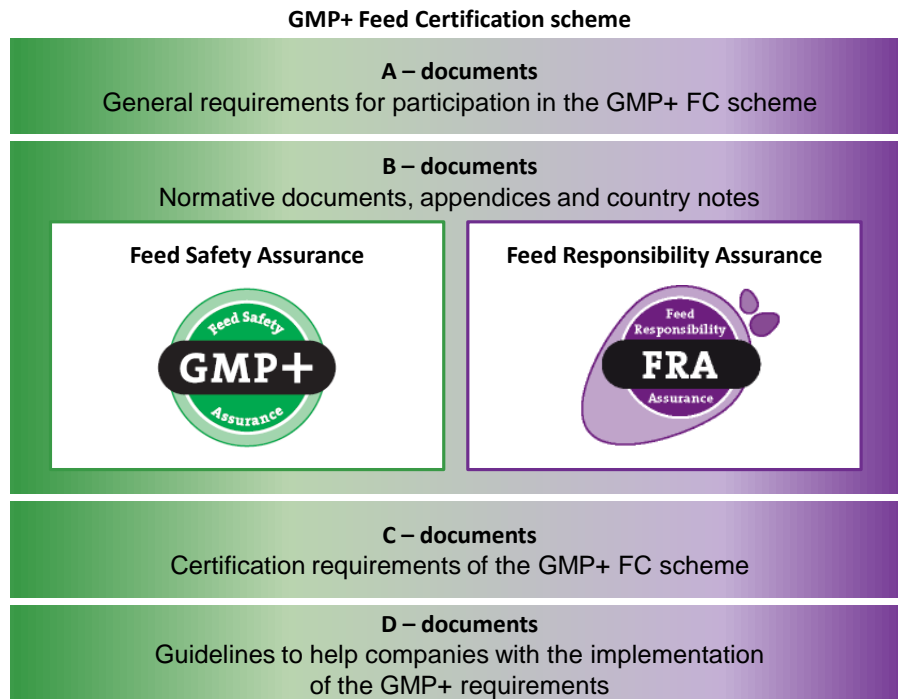 GMP+ Feed Certification scheme
A – documents
General requirements for participation in the GMP+ FC scheme
B – documents
Normative documents, appendices and country notes
Feed Safety Assurance
Feed Safety
GMP+
Assurance
Feed Responsibility Assurance
Feed
Responsibility
FRA
Assurance
C – documents
Certification requirements of the GMP+ FC scheme
D – documents
Guidelines to help companies with the implementation
of the GMP+ requirements